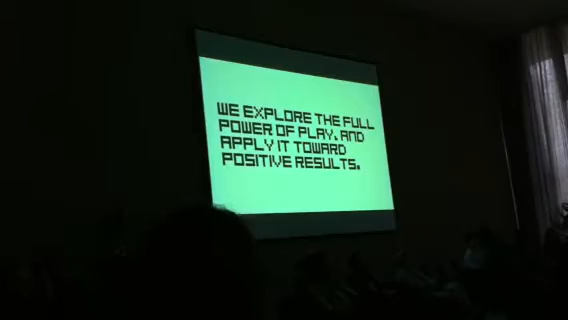 WE EXPLORE THE FULL
POWER OF PLAY. AND
APPLY IT TOWARD
POSITIVE RESULTS.